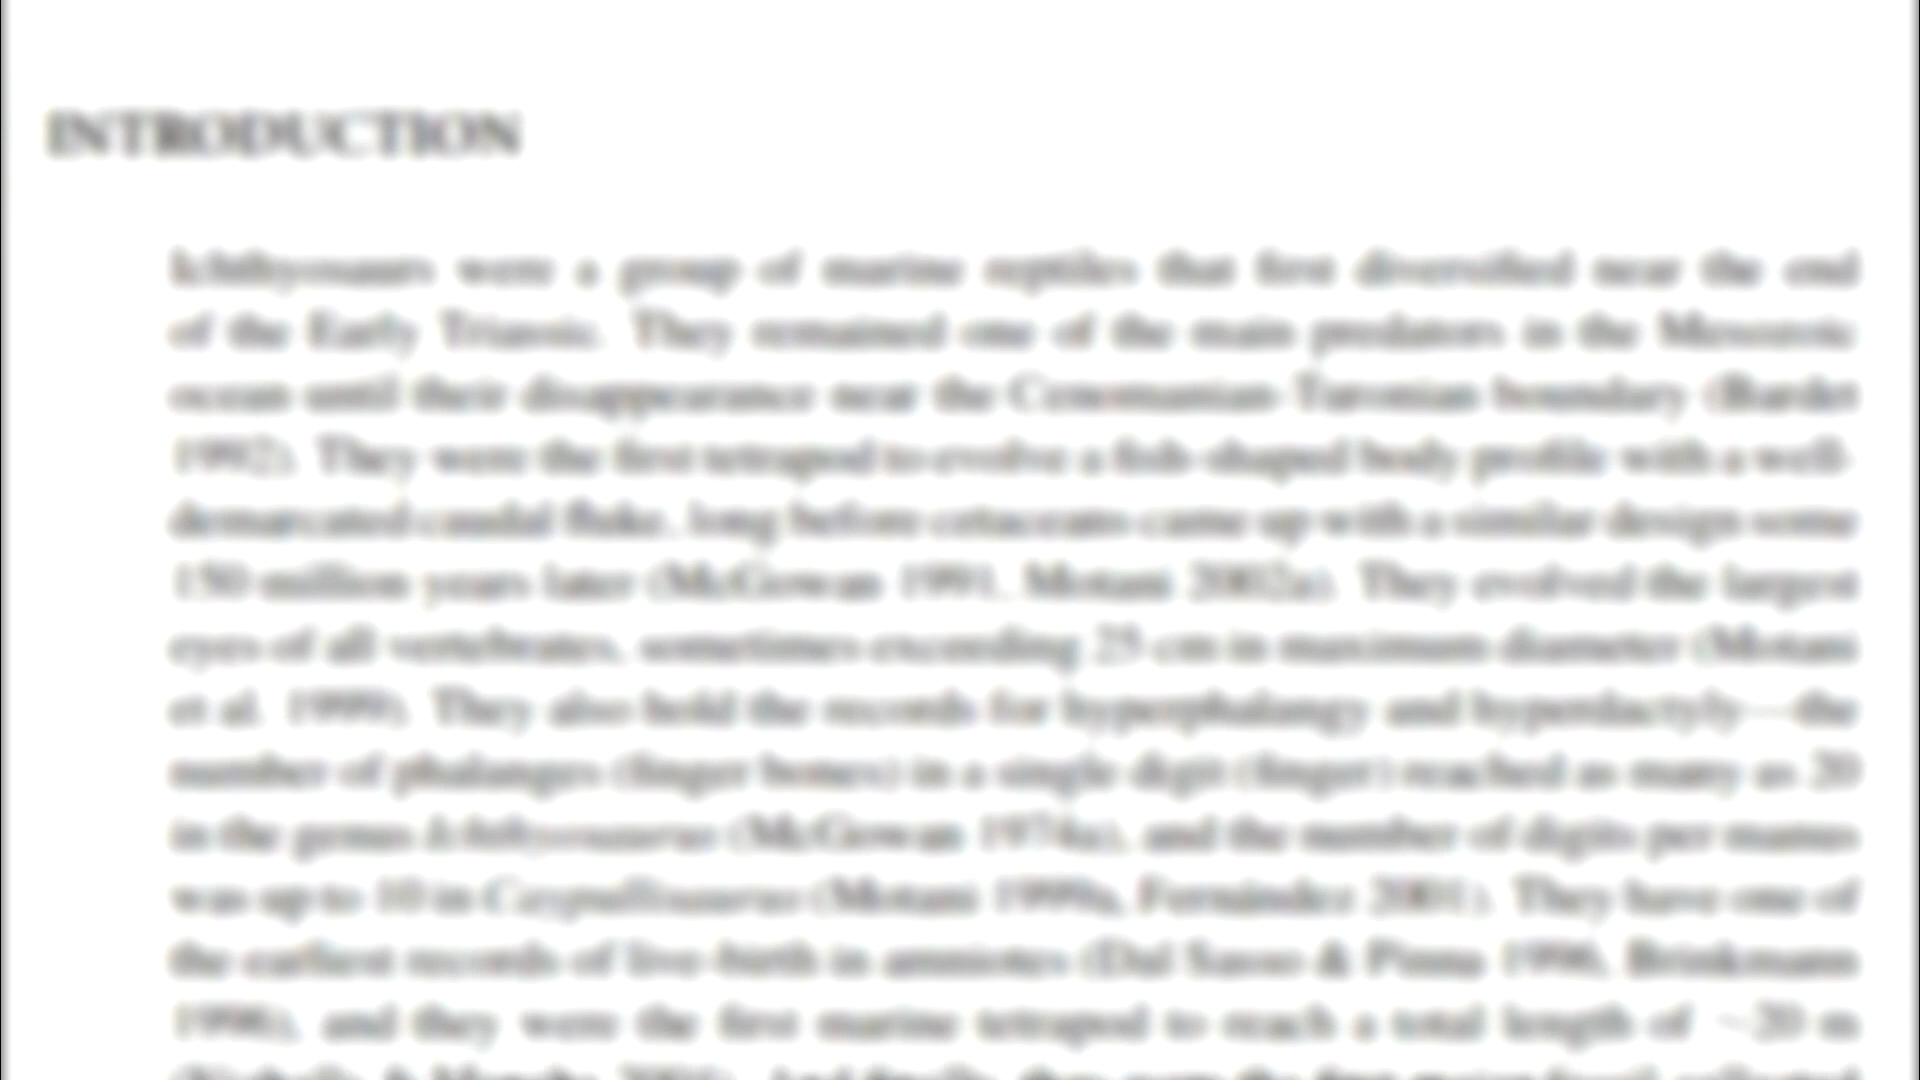 INTRODUCTION
Ichthyosaurs were a group of marine reptiles that first diversified near the end
of the Early Triassic. They remained one of the main predators in the Mesozoic
ocean until their disappearance near the Cenomanian-Turonian boundary (Bardet
1992). They were the first tetrapod to evolve a fish-shaped body profile with a well-
demarcated caudal fluke, long before cetaceans came up with a similar design some
150 million years later (McGowan 1991, Motani 2002a). They evolved the largest
eyes of all vertebrates, sometimes exceeding 25 cm in maximum diameter (Motani
et al. 1999). They also hold the records for hyperphalangy and hyperdactyly—the
number of phalanges (finger bones) in a single digit (finger) reached as many as 20
in the genus Ichthyosaurus (McGowan 1974a), and the number of digits per manus
was up to 10 in Caypullisaurus (Motani 1999a, Fernández 2001). They have one of
the earliest records of live-birth in amniotes (Dal Sasso & Pinna 1996, Brinkmann
1996), and they were the first marine tetrapod to reach a total length of ~20 m